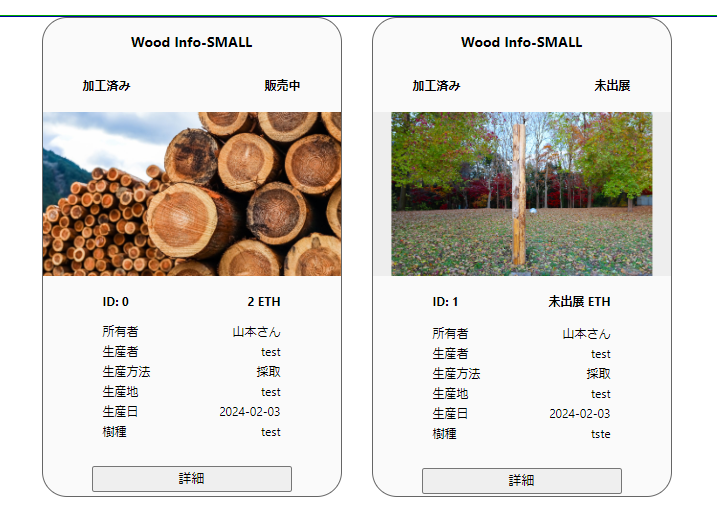 Wood Info-SMALL
加工済み 販売中
ID: 0 2 ETH
所有者 山本さん
生産者 test
生産方法 採取
生産地 test
生産日 2024-02-03
樹種 test
詳細
Wood Info-SMALL
加工済み 未出展
ID: 1 未出展 ETH
所有者 山本さん
生産者 test
生産方法 採取
生産地 test
生産日 2024-02-03
樹種 tste
詳細